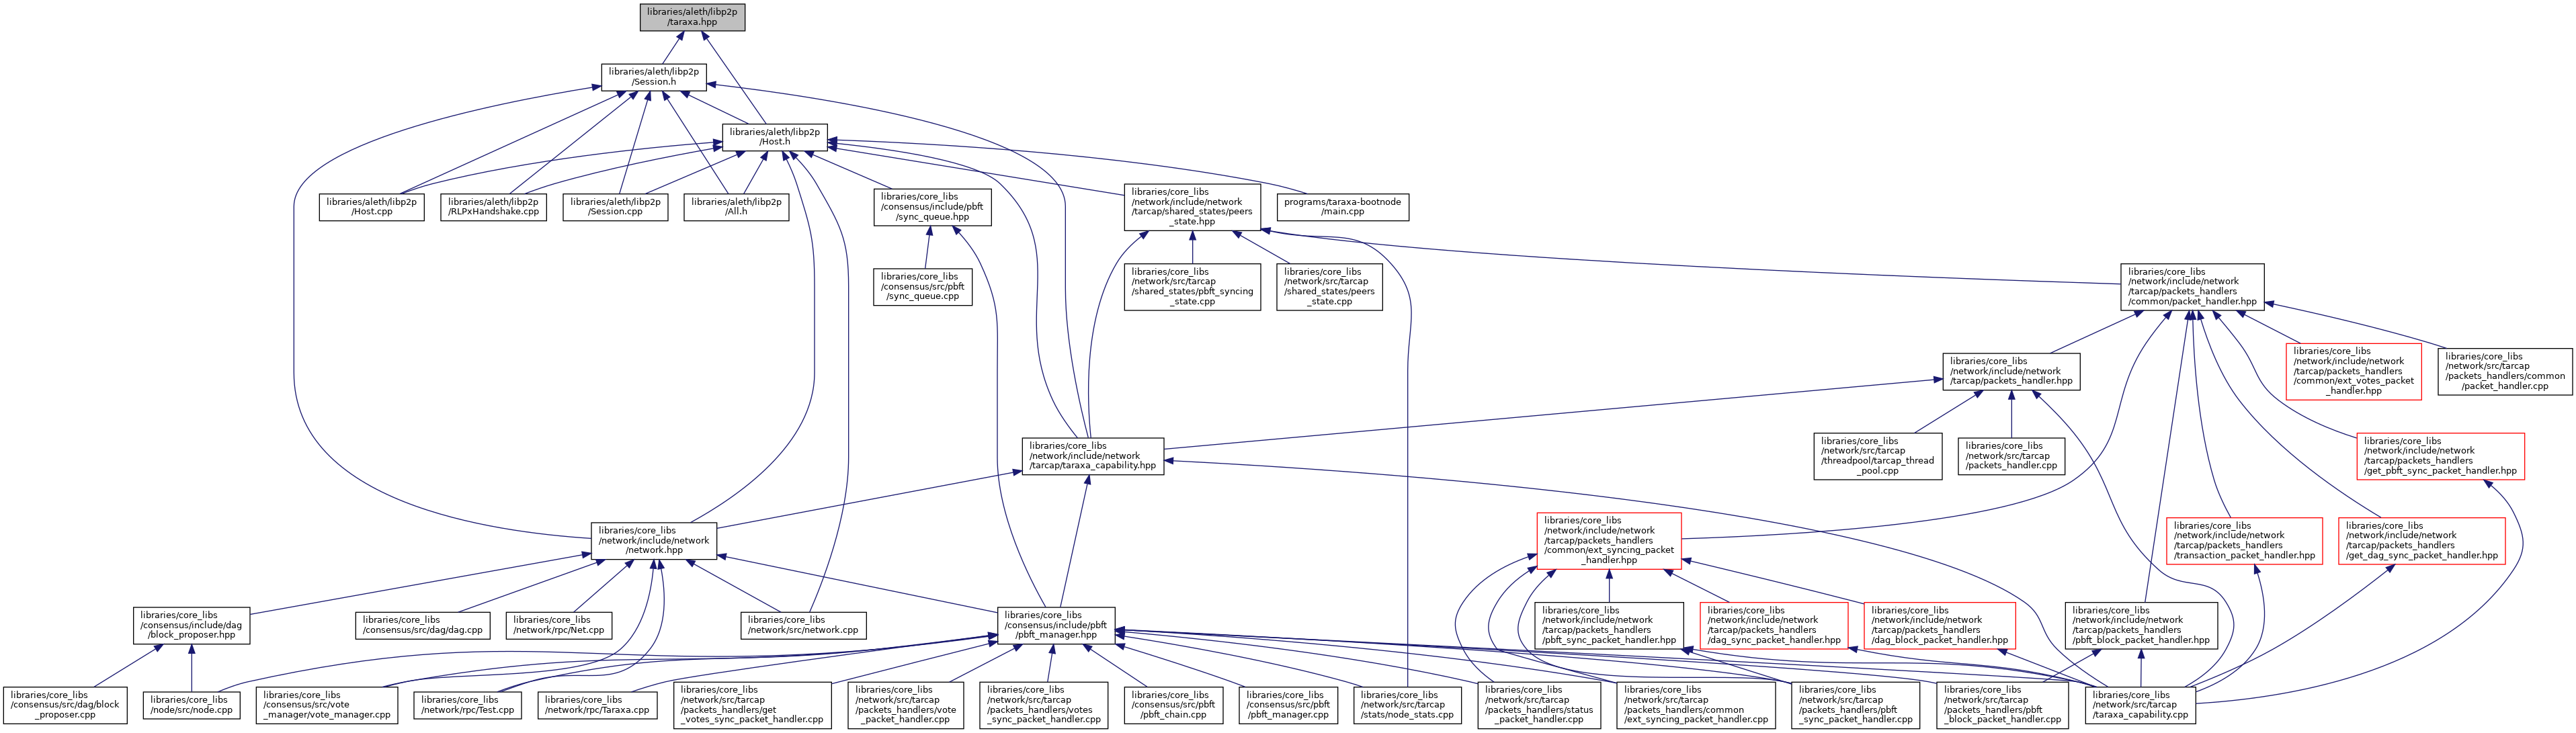 libraries/aleth/libp2p
/taraxa.hpp
libraries/aleth/libp2p
/Session.h
libraries/aleth/libp2p
/Host.h
libraries/aleth/libp2p
/Host.cpp
libraries/aleth/libp2p
/RLPxHandshake.cpp
libraries/aleth/libp2p
/Session.cpp
libraries/aleth/libp2p
/All.h
libraries/core_libs
/consensus/include/pbft
/sync_queue.hpp
libraries/core_libs
/network/include/network
/tarcap/shared_states/peers
_state.hpp
programs/taraxa-bootnode
/main.cpp
libraries/core_libs
/consensus/src/pbft
/sync_queue.cpp
libraries/core_libs
/network/src/tarcap
/shared_states/pbft_syncing
_state.cpp
libraries/core_libs
/network/src/tarcap
/shared_states/peers
_state.cpp
libraries/core_libs
/network/include/network
/tarcap/packets_handlers
/common/packet_handler.hpp
libraries/core_libs
/network/include/network
/tarcap/packets_handler.hpp
libraries/core_libs
/network/include/network
/tarcap/packets_handlers
/common/ext_votes_packet
_handler.hpp
libraries/core_libs
/network/src/tarcap
/packets_handlers/common
/packet_handler.cpp
libraries/core_libs
/network/include/network
/tarcap/taraxa_capability.hpp
libraries/core_libs
/network/src/tarcap
/threadpool/tarcap_thread
_pool.cpp
libraries/core_libs
/network/src/tarcap
/packets_handler.cpp
libraries/core_libs
/network/include/network
/tarcap/packets_handlers
/get_pbft_sync_packet_handler.hpp
libraries/core_libs
/network/include/network
/network.hpp
libraries/core_libs
/network/include/network
/tarcap/packets_handlers
/common/ext_syncing_packet
_handler.hpp
libraries/core_libs
/network/include/network
/tarcap/packets_handlers
/transaction_packet_handler.hpp
libraries/core_libs
/network/include/network
/tarcap/packets_handlers
/get_dag_sync_packet_handler.hpp
libraries/core_libs
/consensus/include/dag
/block_proposer.hpp
libraries/core_libs
/consensus/src/dag/dag.cpp
libraries/core_libs
/network/rpc/Net.cpp
libraries/core_libs
/network/src/network.cpp
libraries/core_libs
/consensus/include/pbft
/pbft_manager.hpp
libraries/core_libs
/network/include/network
/tarcap/packets_handlers
/pbft_sync_packet_handler.hpp
libraries/core_libs
/network/include/network
/tarcap/packets_handlers
/dag_sync_packet_handler.hpp
libraries/core_libs
/network/include/network
/tarcap/packets_handlers
/dag_block_packet_handler.hpp
libraries/core_libs
/network/include/network
/tarcap/packets_handlers
/pbft_block_packet_handler.hpp
libraries/core_libs
/consensus/src/dag/block
_proposer.cpp
libraries/core_libs
/node/src/node.cpp
libraries/core_libs
/consensus/src/vote
_manager/vote_manager.cpp
libraries/core_libs
/network/rpc/Test.cpp
libraries/core_libs
/network/rpc/Taraxa.cpp
libraries/core_libs
/network/src/tarcap
/packets_handlers/get
_votes_sync_packet_handler.cpp
libraries/core_libs
/network/src/tarcap
/packets_handlers/vote
_packet_handler.cpp
libraries/core_libs
/network/src/tarcap
/packets_handlers/votes
_sync_packet_handler.cpp
libraries/core_libs
/consensus/src/pbft
/pbft_chain.cpp
libraries/core_libs
/consensus/src/pbft
/pbft_manager.cpp
libraries/core_libs
/network/src/tarcap
/stats/node_stats.cpp
libraries/core_libs
/network/src/tarcap
/packets_handlers/status
_packet_handler.cpp
libraries/core_libs
/network/src/tarcap
/packets_handlers/common
/ext_syncing_packet_handler.cpp
libraries/core_libs
/network/src/tarcap
/packets_handlers/pbft
_sync_packet_handler.cpp
libraries/core_libs
/network/src/tarcap
/packets_handlers/pbft
_block_packet_handler.cpp
libraries/core_libs
/network/src/tarcap
/taraxa_capability.cpp